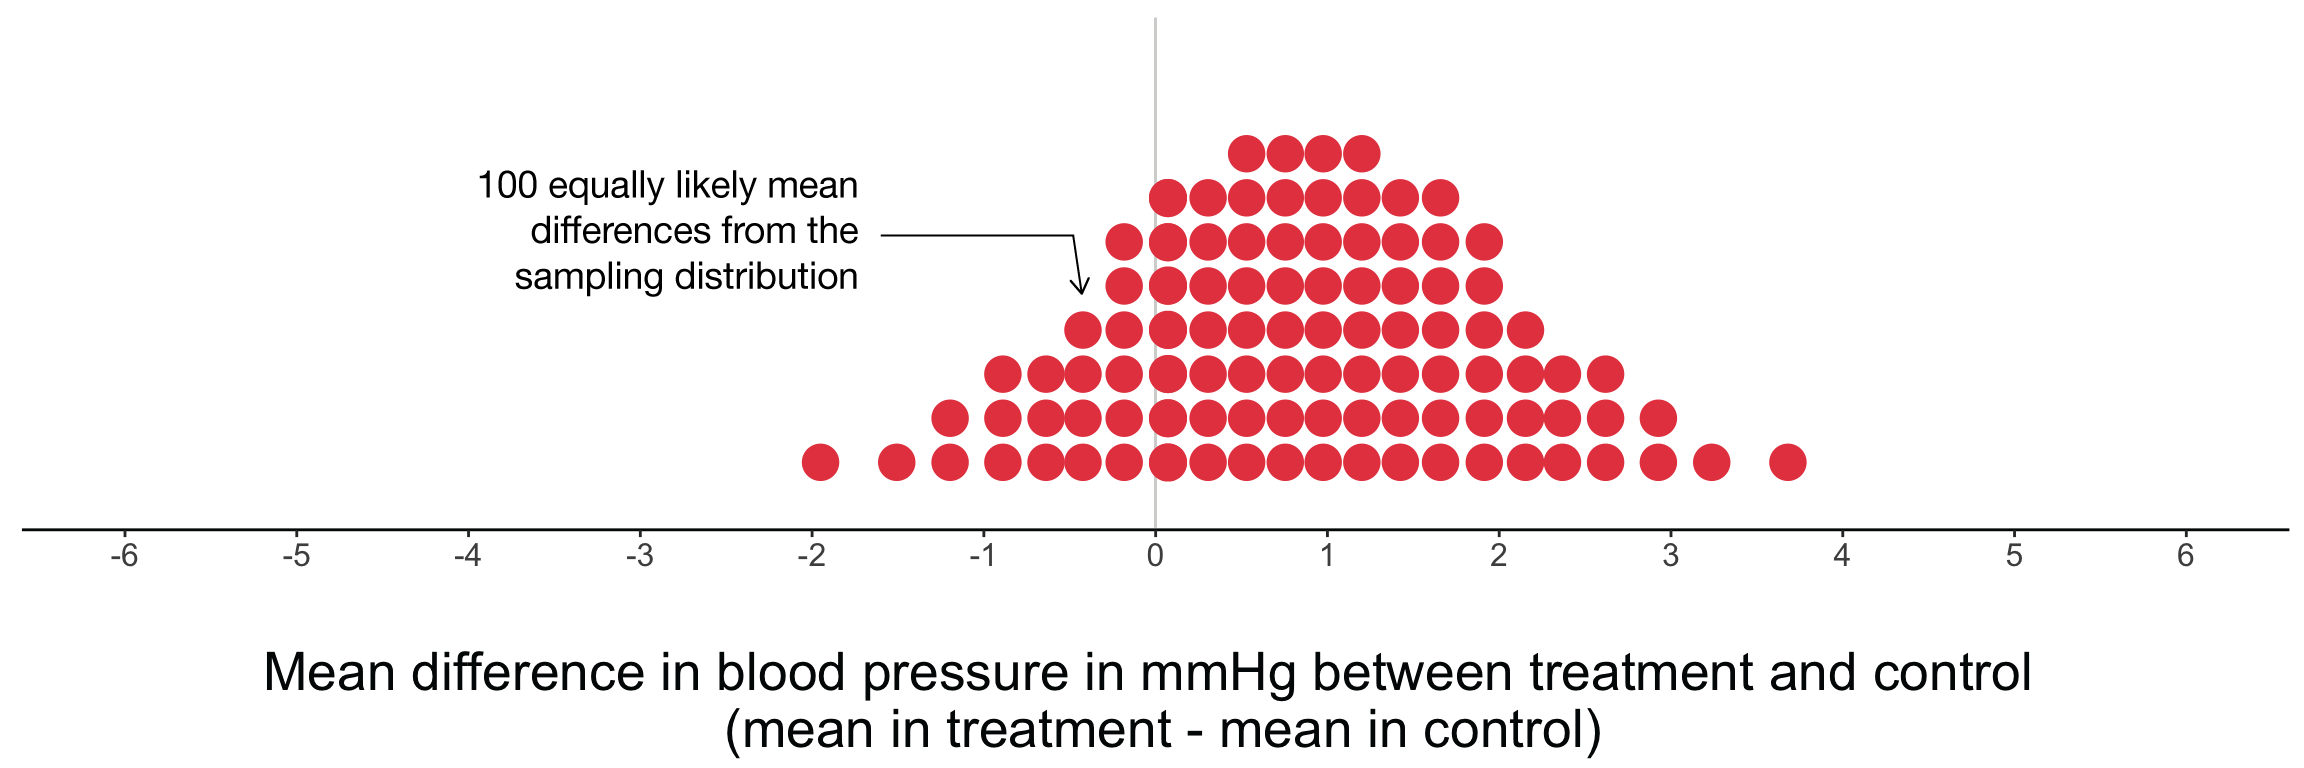 100 equally likely mean
differences from the
sampling distribution
-6 -5 -4 -3 -2 -1 0 1 2 3 4 5 6
Mean difference in blood pressure in mmHg between treatment and control
(mean in treatment - mean in control)